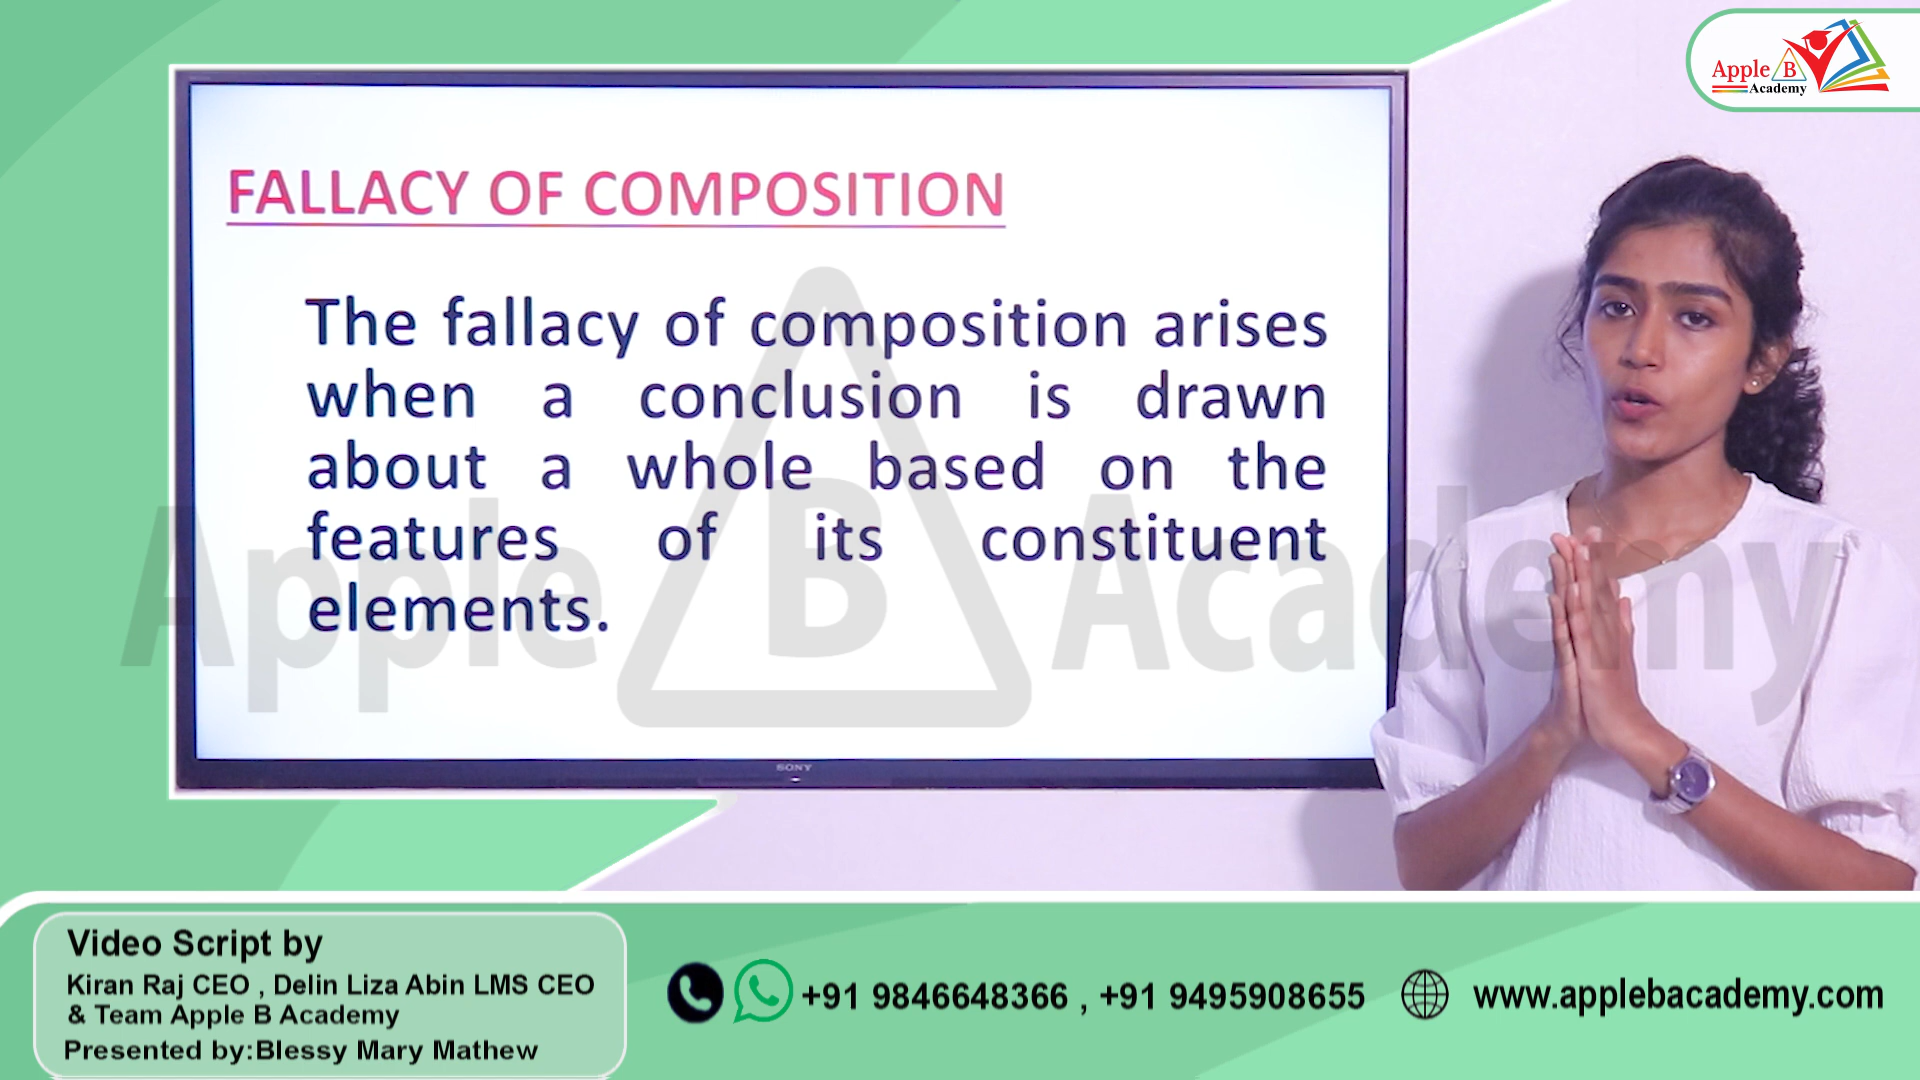 Apple B
Academy
FALLACY OF COMPOSITION
The fallacy of composition arises
when a conclusion is drawn
about a whole based on the
features of its constituent
elements.
Apple B Academy
SONY
Video Script by
Kiran Raj CEO , Delin Liza Abin LMS CEO
& Team Apple B Academy
Presented by:Blessy Mary Mathew
+91 9846648366 , +91 9495908655
www.applebacademy.com